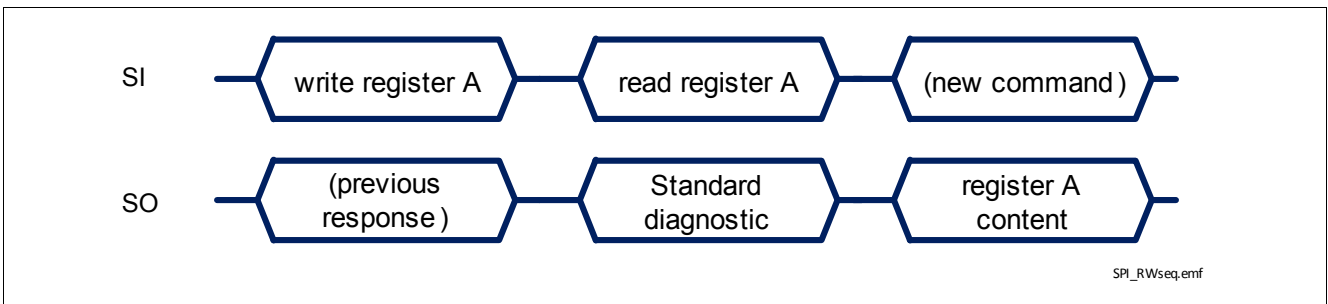 SI
write register A
read register A
(new command)
SO
(previous
response)
Standard
diagnostic
register A
content
SPI_RWseq.emf